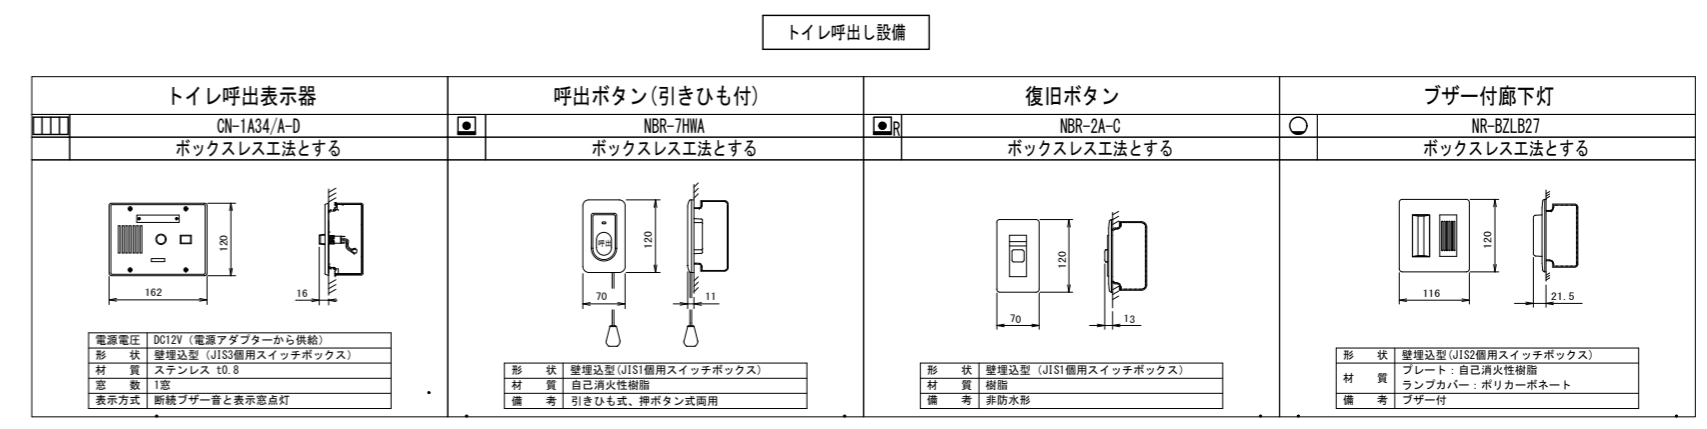 トイレ呼出し設備
トイレ呼出表示器
CN-1A34/A-D
ボックスレス工法とする
120
162
16
電源電圧 DC12V (電源アダプターから供給)
形 状 壁埋込型 (JIS3個用スイッチボックス)
材 質 ステンレス t0.8
窓 数 1窓
表示方式 断続ブザー音と表示窓点灯
呼出ボタン(引きひも付)
NBR-7HWA
ボックスレス工法とする
呼出
120
70
11
形 状 壁埋込型(JIS1個用スイッチボックス)
材 質 自己消火性樹脂
備 考 引きひも式、押ボタン式両用
復旧ボタン
R
NBR-2A-C
ボックスレス工法とする
120
70
13
形 状 壁埋込型 (JIS1個用スイッチボックス)
材 質 樹脂
備 考 非防水形
ブザー付廊下灯
NR-BZLB27
ボックスレス工法とする
120
116
21.5
形 状 壁埋込型(JIS2個用スイッチボックス)
材 質 プレート：自己消火性樹脂
ランプカバー：ポリカーボネート
備 考 ブザー付